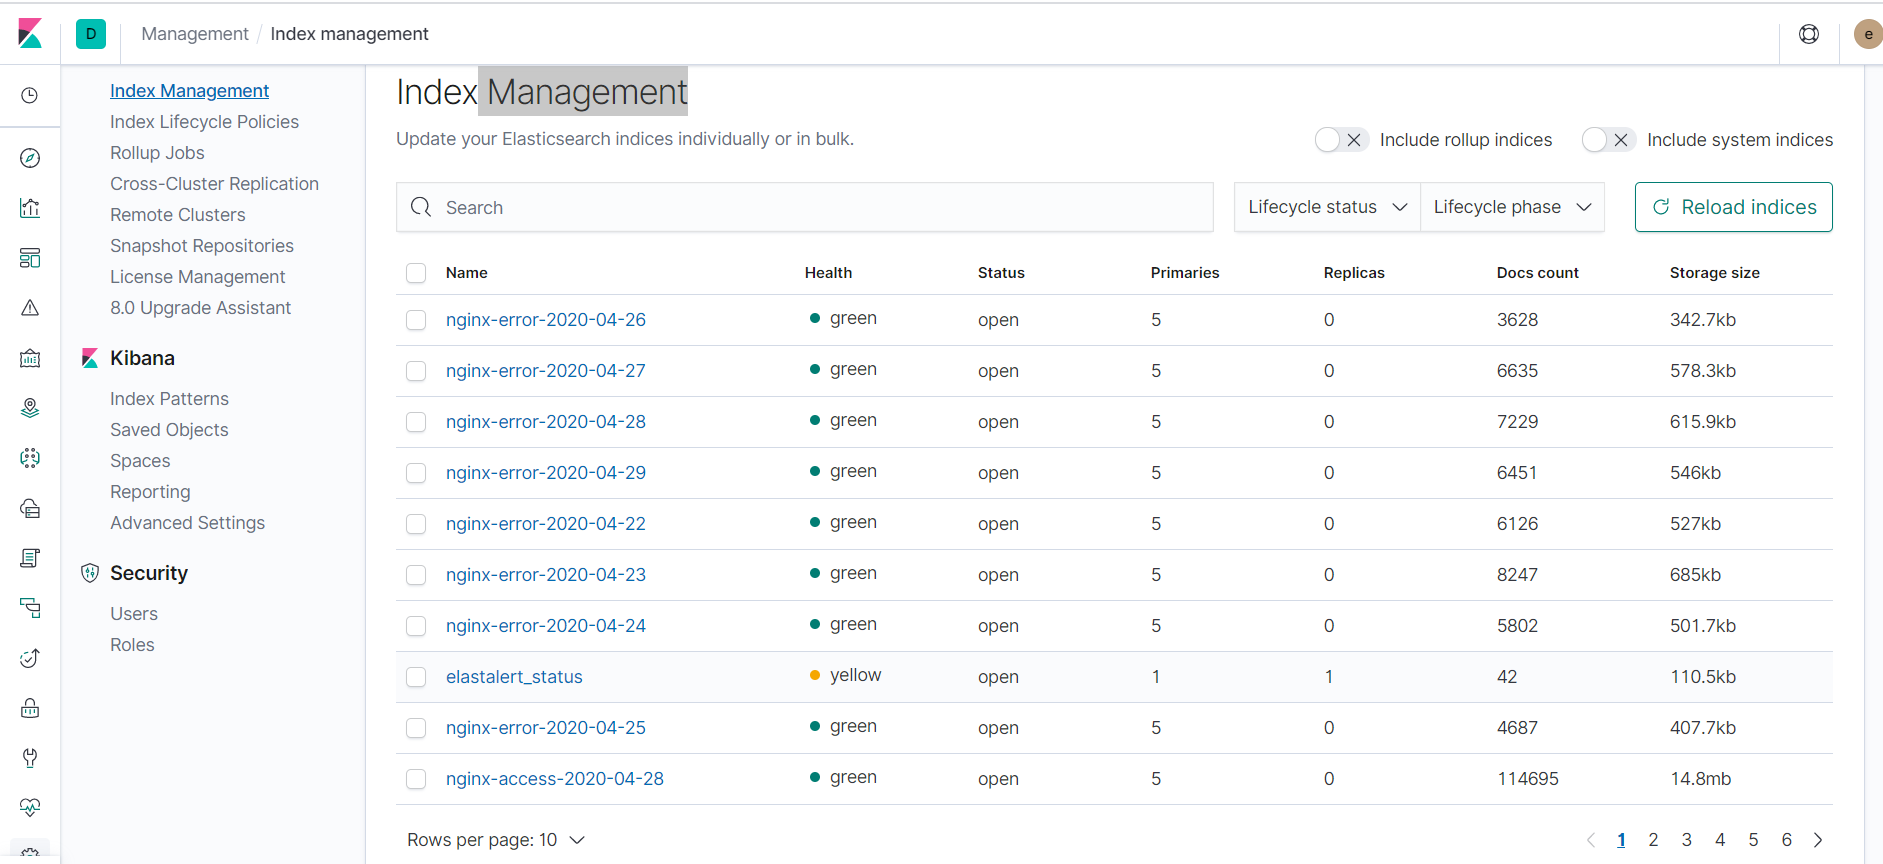 D Management / Index management e
Index Management
Index Lifecycle Policies
Rollup Jobs
Cross-Cluster Replication
Remote Clusters
Snapshot Repositories
License Management
8.0 Upgrade Assistant
Kibana
Index Patterns
Saved Objects
Spaces
Reporting
Advanced Settings
Security
Users
Roles
Index Management
Update your Elasticsearch indices individually or in bulk.
Include rollup indices Include system indices
Search Lifecycle status Lifecycle phase Reload indices
Name Health Status Primaries Replicas Docs count Storage size
nginx-error-2020-04-26 green open 5 0 3628 342.7kb
nginx-error-2020-04-27 green open 5 0 6635 578.3kb
nginx-error-2020-04-28 green open 5 0 7229 615.9kb
nginx-error-2020-04-29 green open 5 0 6451 546kb
nginx-error-2020-04-22 green open 5 0 6126 527kb
nginx-error-2020-04-23 green open 5 0 8247 685kb
nginx-error-2020-04-24 green open 5 0 5802 501.7kb
elastalert_status yellow open 1 1 42 110.5kb
nginx-error-2020-04-25 green open 5 0 4687 407.7kb
nginx-access-2020-04-28 green open 5 0 114695 14.8mb
Rows per page: 10 1 2 3 4 5 6